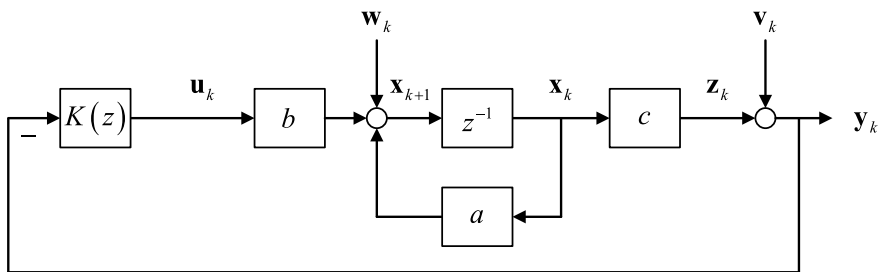 w_k
v_k
u_k
x_{k+1}
x_k
z_k
K(z)
b
z^{-1}
c
y_k
−
a